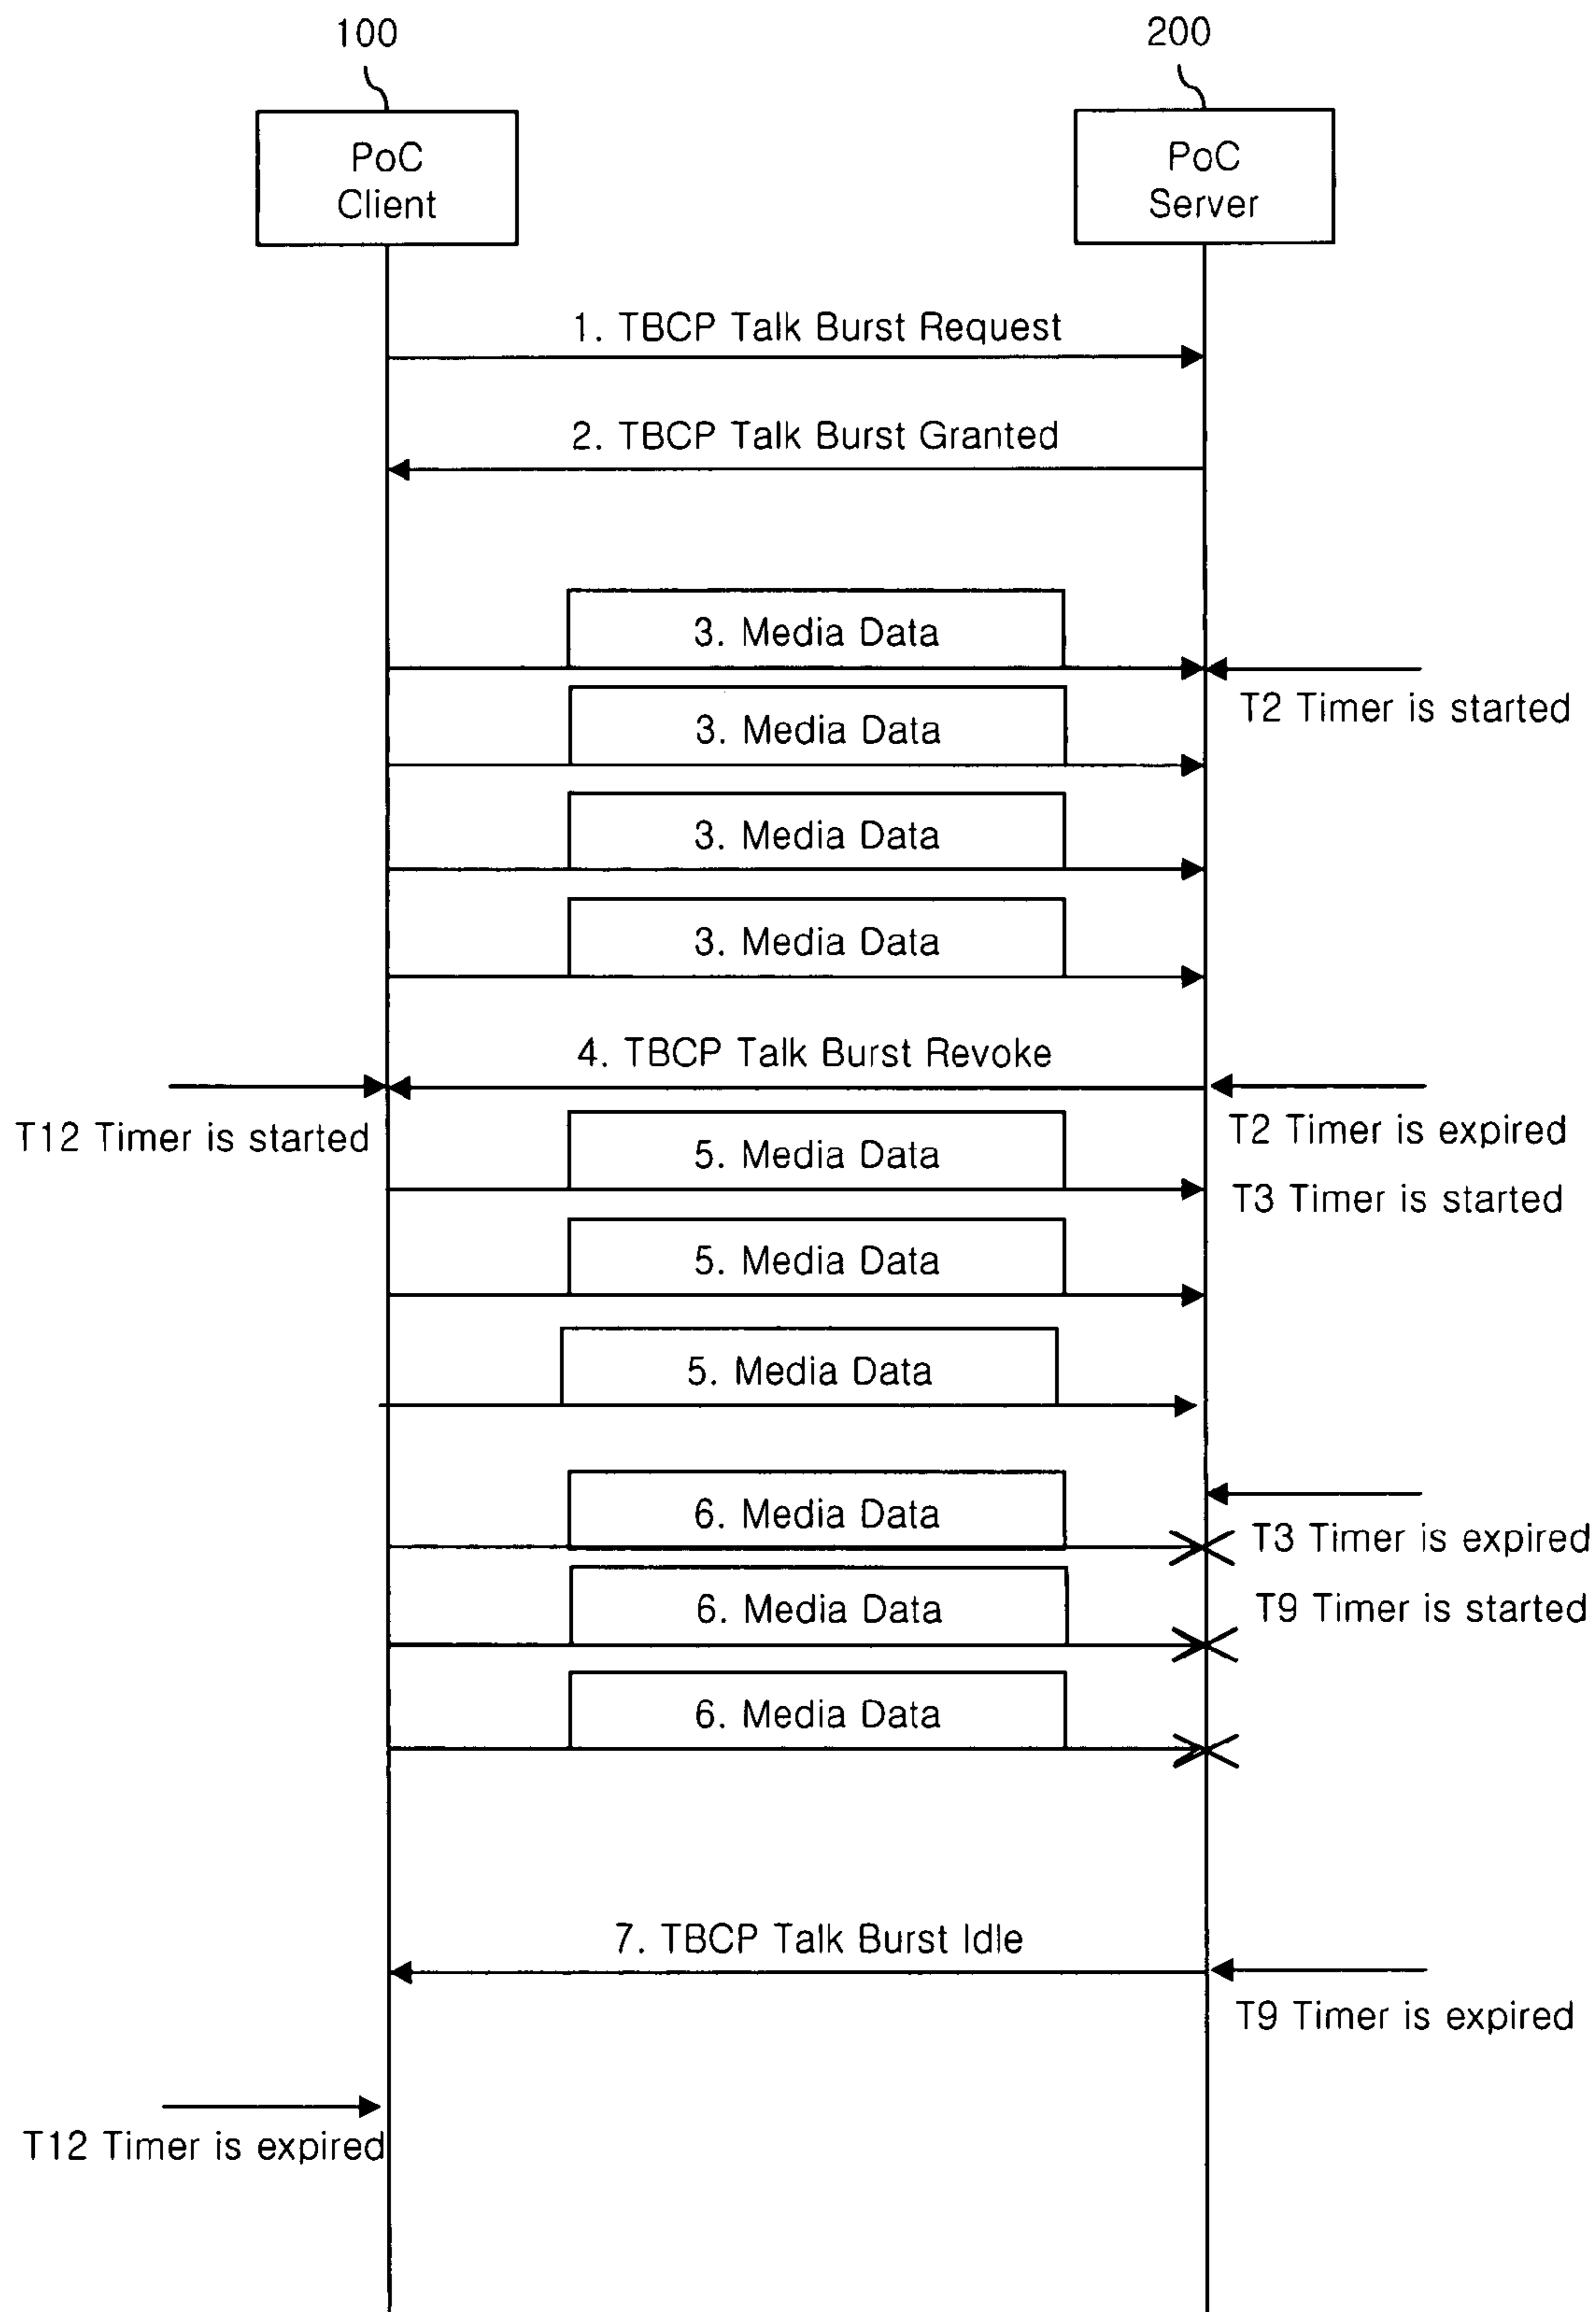 100
200
PoC
Client
PoC
Server
1. TBCP Talk Burst Request
2. TBCP Talk Burst Granted
3. Media Data
T2 Timer is started
3. Media Data
3. Media Data
3. Media Data
4. TBCP Talk Burst Revoke
T12 Timer is started
T2 Timer is expired
5. Media Data
T3 Timer is started
5. Media Data
5. Media Data
6. Media Data
T3 Timer is expired
6. Media Data
T9 Timer is started
6. Media Data
7. TBCP Talk Burst Idle
T9 Timer is expired
T12 Timer is expired